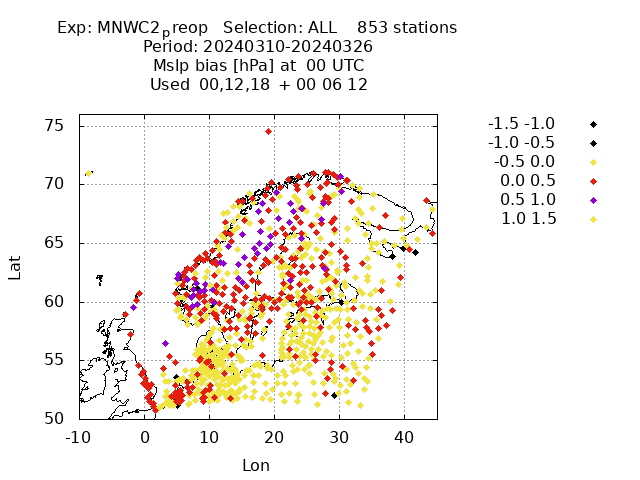 Exp: MNWC2_preop   Selection: ALL    853 stations
Period: 20240310-20240326
Mslp bias [hPa] at  00 UTC
Used  00,12,18  + 00 06 12
-1.5 -1.0
-1.0 -0.5
-0.5 0.0
0.0 0.5
0.5 1.0
1.0 1.5
75
70
65
60
55
50
Lat
-10 0 10 20 30 40
Lon